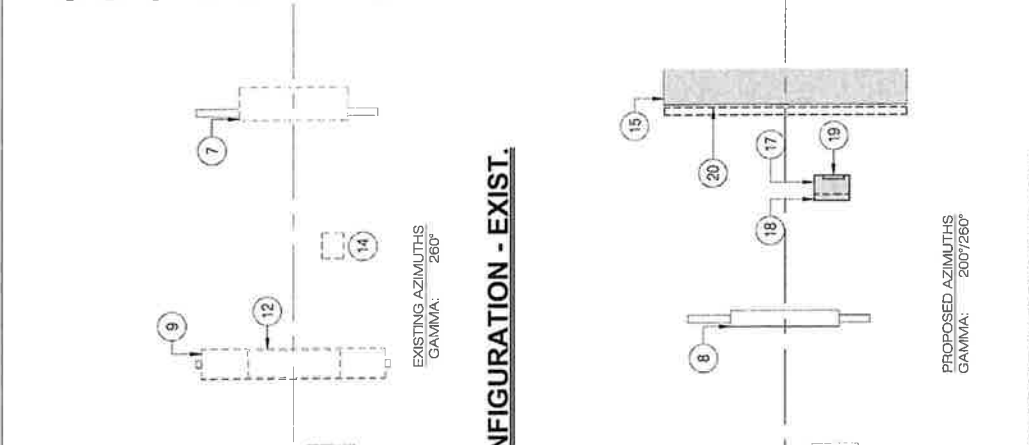 7
9
12
14
EXISTING AZIMUTHS
GAMMA: 260°
NFIGURATION - EXIST.
15
20
17
19
18
8
PROPOSED AZIMUTHS
GAMMA: 200°/260°